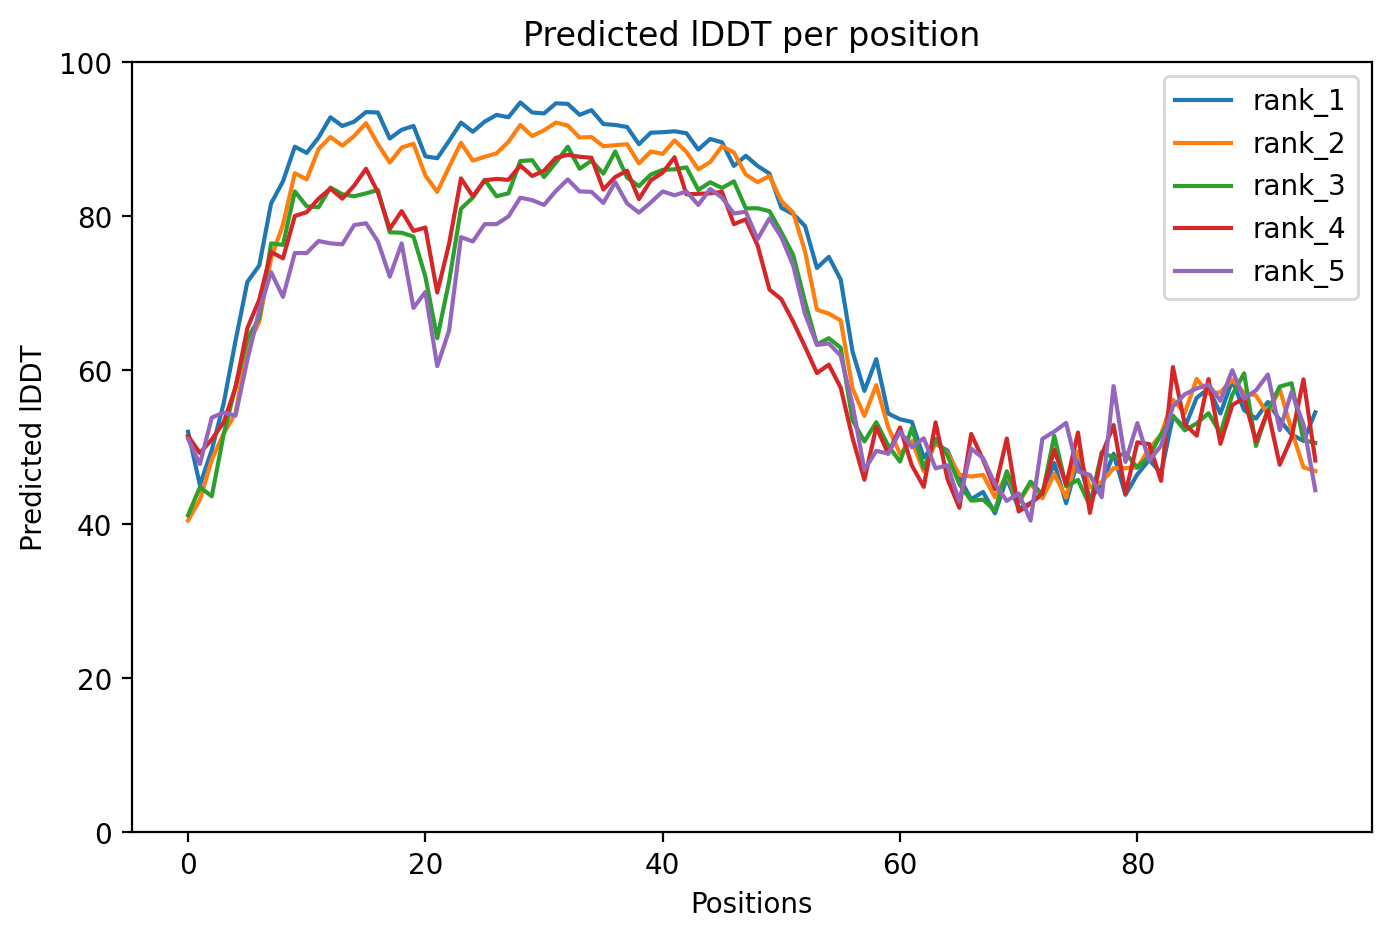 Predicted lDDT per position
100
80
60
40
20
0
Predicted lDDT
0 20 40 60 80
Positions
rank_1
rank_2
rank_3
rank_4
rank_5